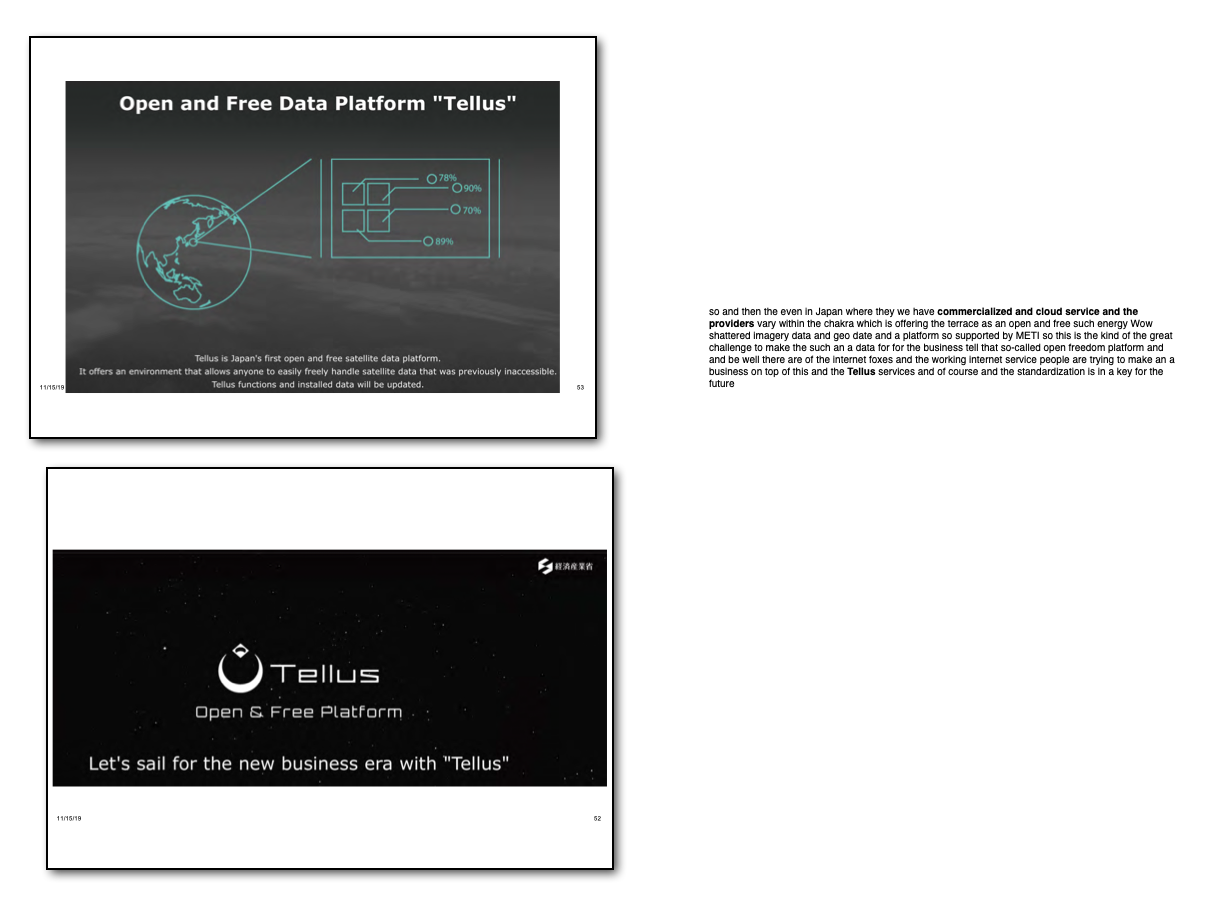 Open and Free Data Platform "Tellus"
78%
90%
70%
89%
Tellus is Japan's first open and free satellite data platform.
It offers an environment that allows anyone to easily freely handle satellite data that was previously inaccessible.
Tellus functions and installed data will be updated.
11/15/19
53
so and then the even in Japan where they we have commercialized and cloud service and the
providers vary within the chakra which is offering the terrace as an open and free such energy Wow
shattered imagery data and geo date and a platform so supported by METI so this is the kind of the great
challenge to make the such an a data for for the business tell that so-called open freedom platform and
and be well there are of the internet foxes and the working internet service people are trying to make an a
business on top of this and the Tellus services and of course and the standardization is in a key for the
future
経済産業省
Tellus
Open & Free Platform
Let's sail for the new business era with "Tellus"
11/15/19
52